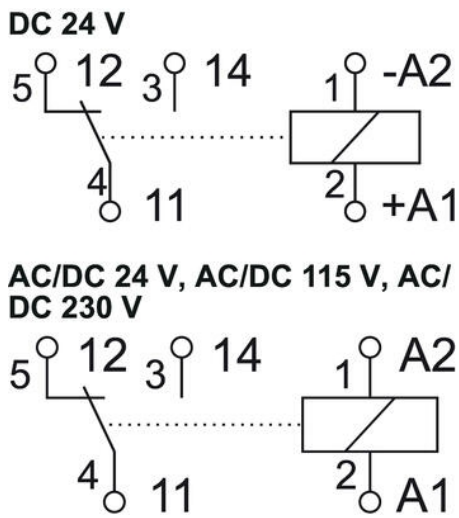 DC 24 V
5 12 3 14 1 -A2
4 11 2 +A1
AC/DC 24 V, AC/DC 115 V, AC/
DC 230 V
5 12 3 14 1 A2
4 11 2 A1